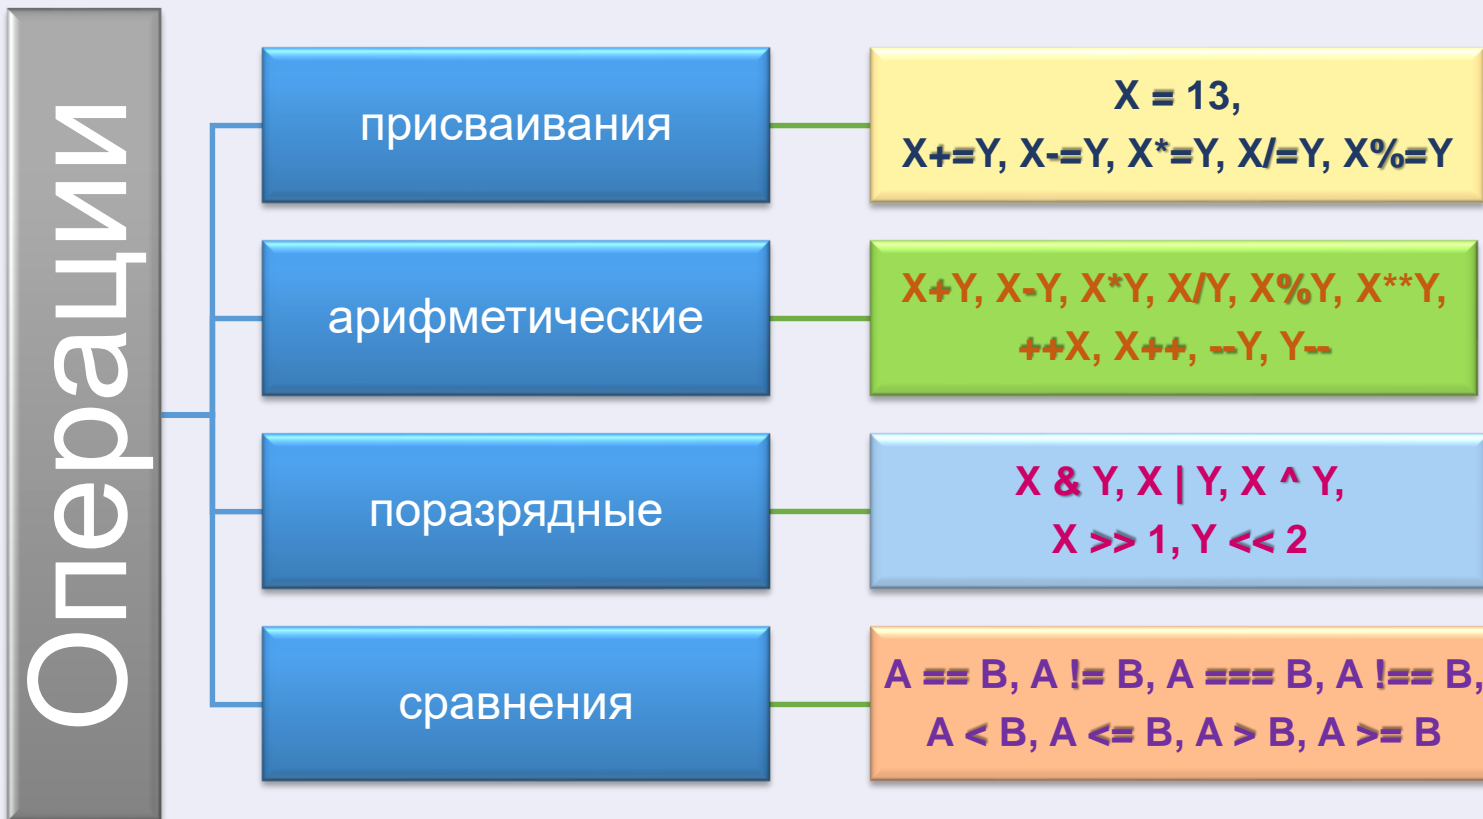 Операции
присваивания
X = 13,
X+=Y, X-=Y, X*=Y, X/=Y, X%=Y
арифметические
X+Y, X-Y, X*Y, X/Y, X%Y, X**Y,
++X, X++, --Y, Y--
поразрядные
X & Y, X | Y, X ^ Y,
X >> 1, Y << 2
сравнения
A == B, A != B, A === B, A !== B,
A < B, A <= B, A > B, A >= B